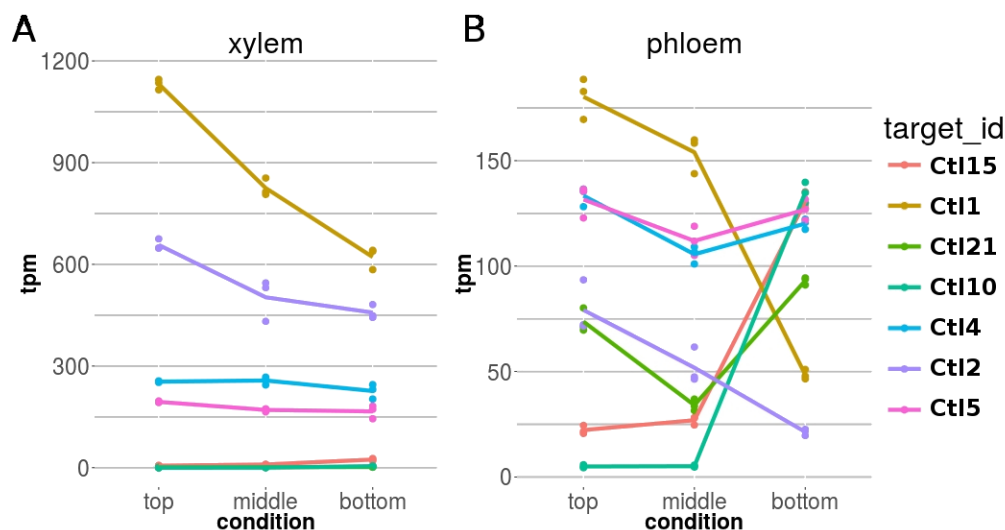 A
xylem
1200
900
600
300
0
tpm
top middle bottom
condition
B
phloem
150
100
50
0
tpm
top middle bottom
condition
target_id
Ctl15
Ctl1
Ctl21
Ctl10
Ctl4
Ctl2
Ctl5